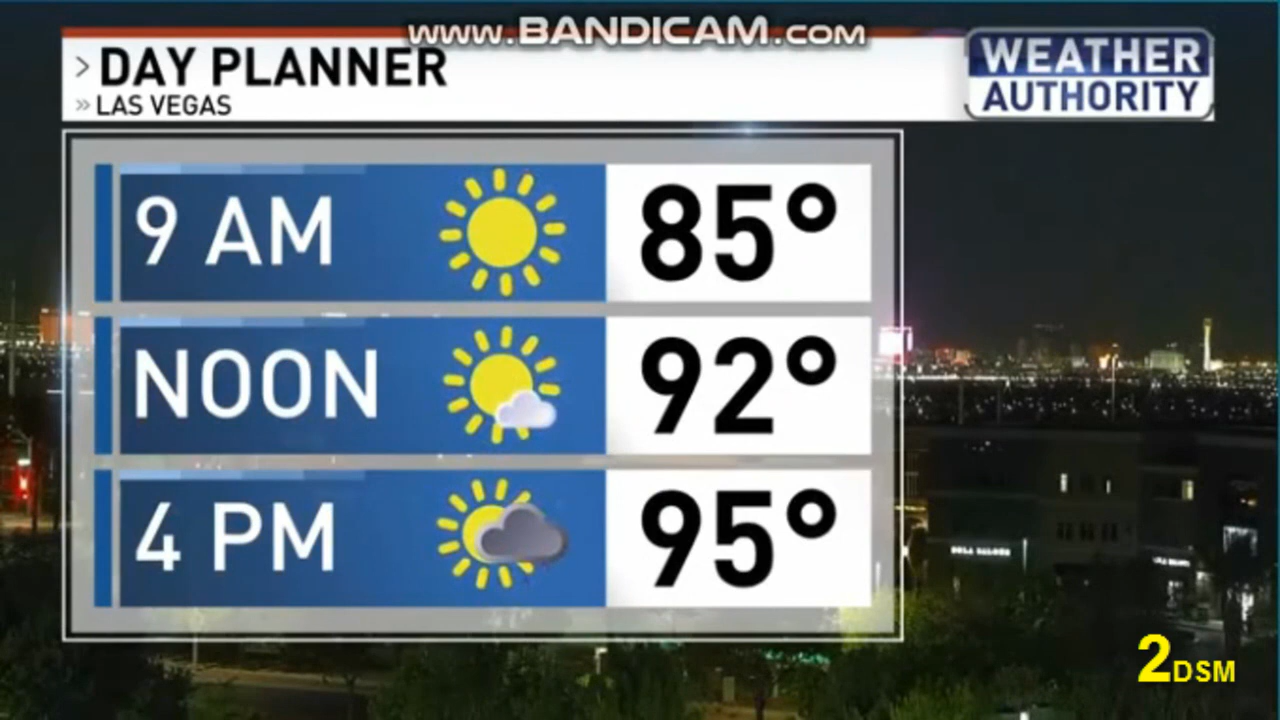 www.BANDICAM.com
> DAY PLANNER
» LAS VEGAS
WEATHER
AUTHORITY
9 AM 85°
NOON 92°
4 PM 95°
2DSM